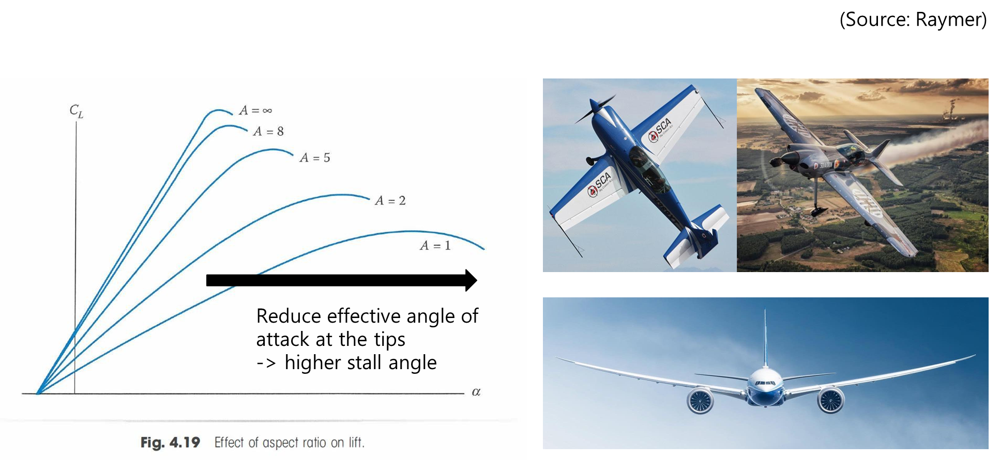 (Source: Raymer)
C_L
A = ∞
A = 8
A = 5
A = 2
A = 1
Reduce effective angle of
attack at the tips
-> higher stall angle
α
Fig. 4.19 Effect of aspect ratio on lift.
SCA
SCA